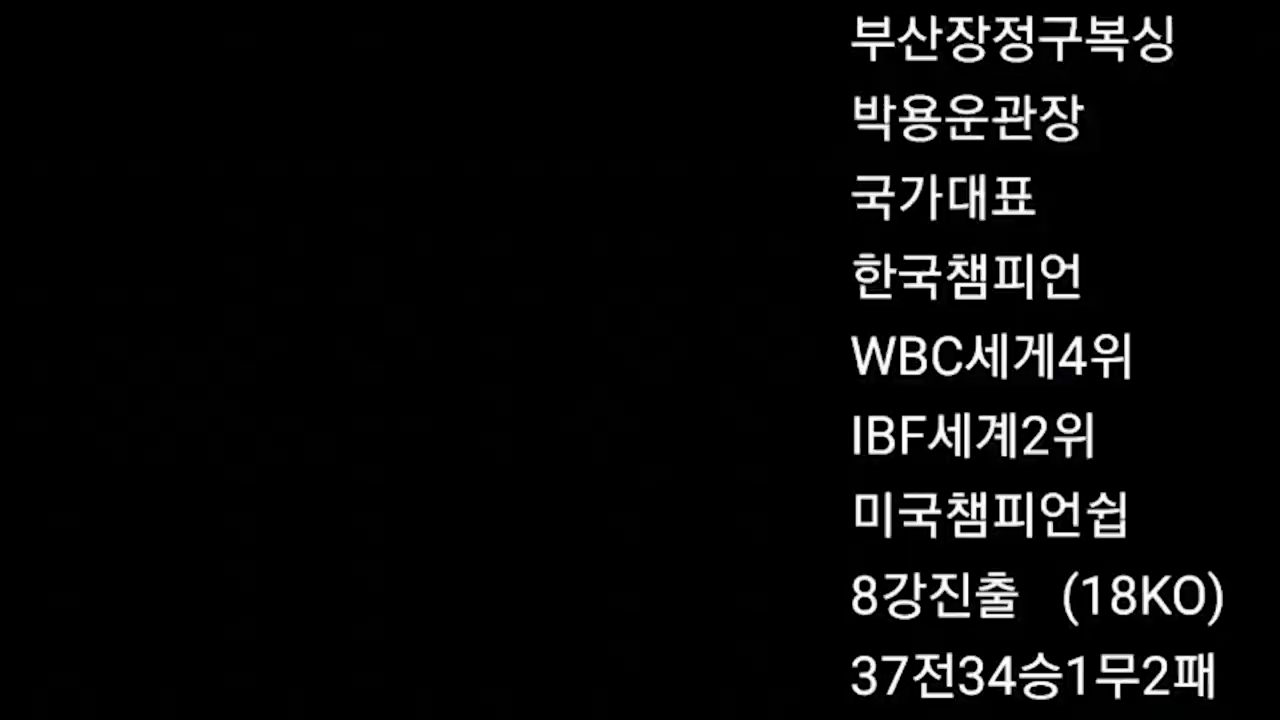 부산장정구복싱
박용운관장
국가대표
한국챔피언
WBC세게4위
IBF세계2위
미국챔피언쉽
8강진출 (18KO)
37전34승1무2패